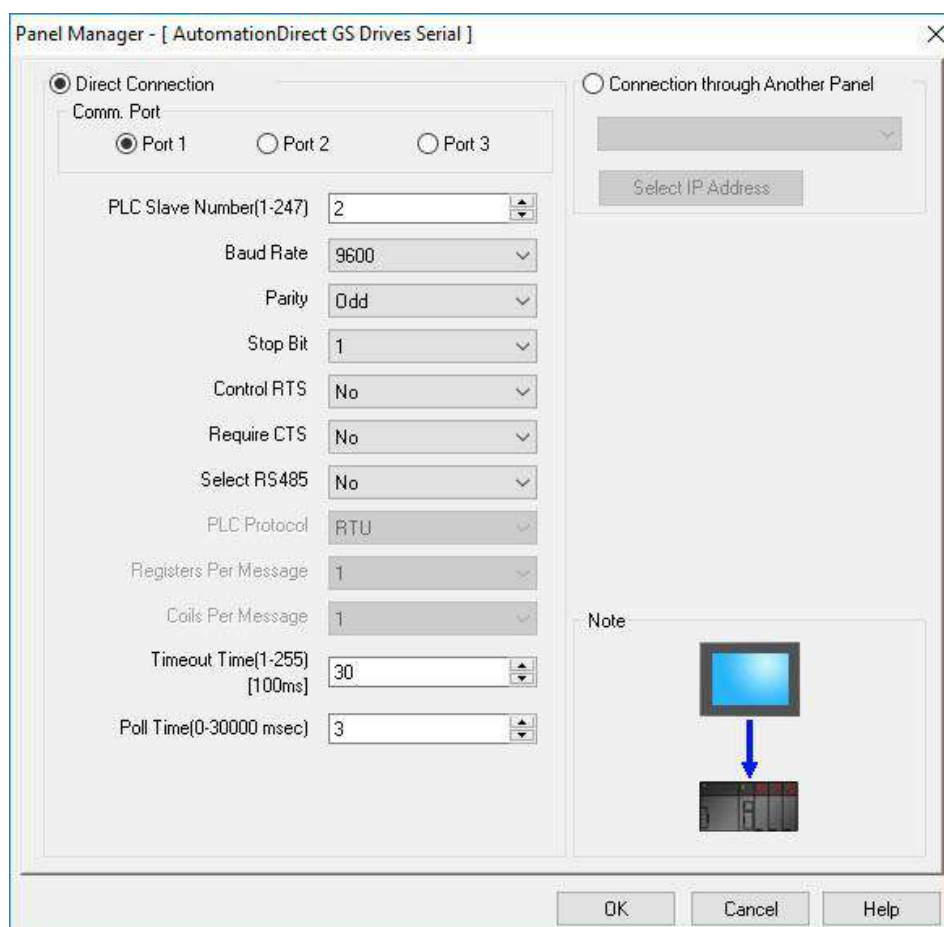 Panel Manager - [ AutomationDirect GS Drives Serial ]
Direct Connection
Comm. Port
Port 1 Port 2 Port 3
PLC Slave Number(1-247) 2
Baud Rate 9600
Parity Odd
Stop Bit 1
Control RTS No
Require CTS No
Select RS485 No
PLC Protocol RTU
Registers Per Message 1
Coils Per Message 1
Timeout Time(1-255)
[100ms] 30
Poll Time(0-30000 msec) 3
Connection through Another Panel
Select IP Address
Note
OK Cancel Help